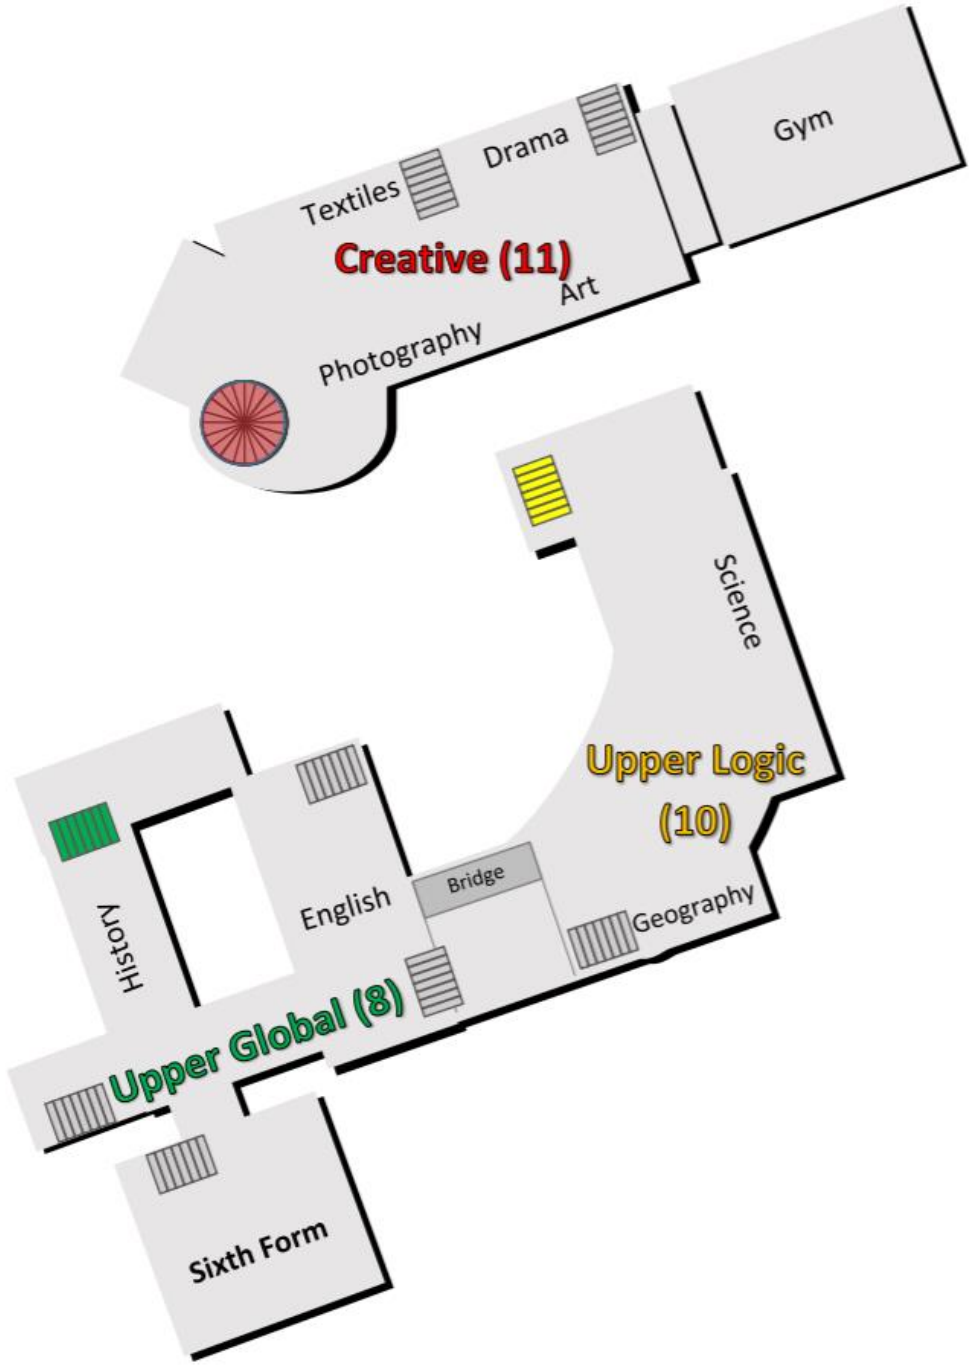 Gym
Drama
Textiles
Creative (11)
Art
Photography
Science
Upper Logic
(10)
Bridge
English
Geography
History
Upper Global (8)
Sixth Form